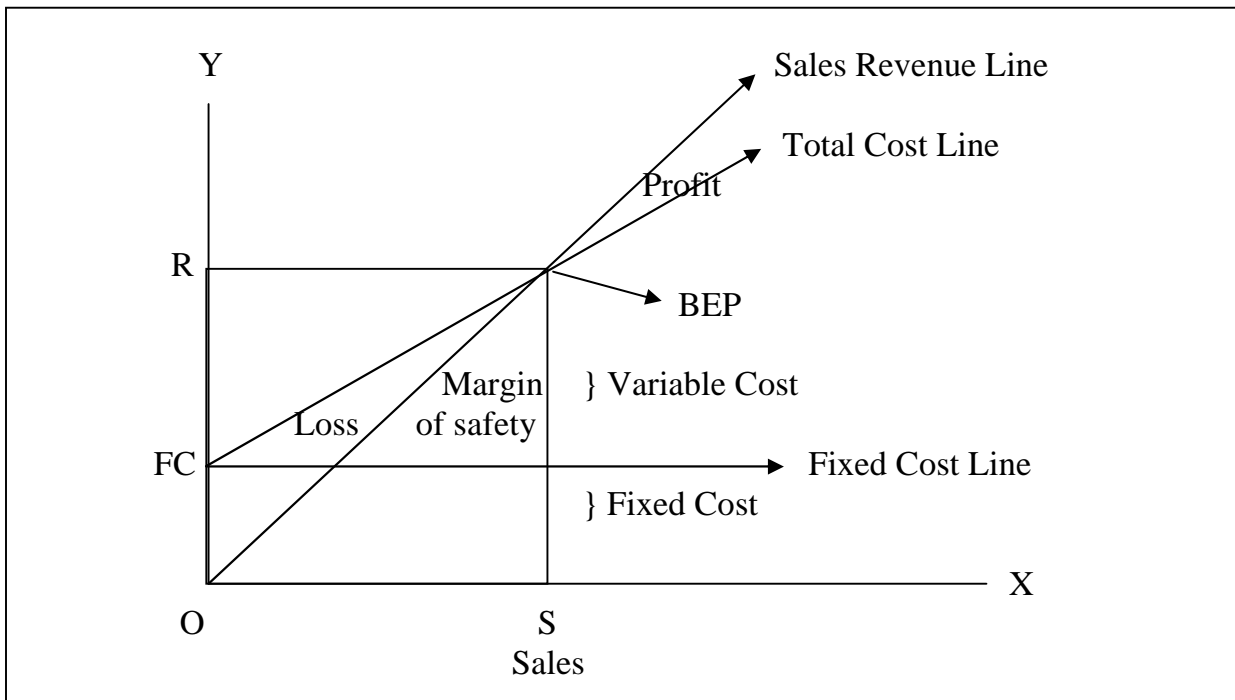 Y
Sales Revenue Line
Total Cost Line
Profit
R
BEP
Margin
} Variable Cost
Loss
of safety
FC
Fixed Cost Line
} Fixed Cost
X
O
S
Sales